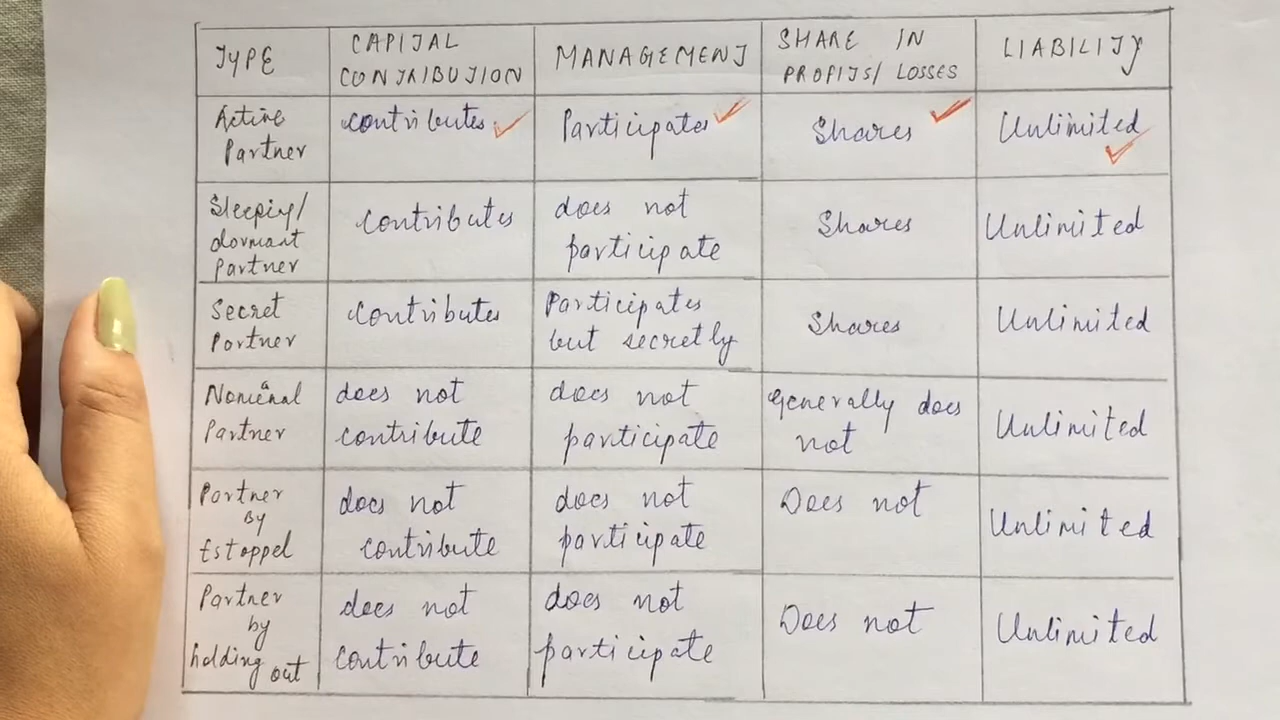 TYPE
CAPITAL
CONTRIBUTION
MANAGEMENT
SHARE IN
PROFITS/ LOSSES
LIABILITY
Active
Partner
contributes
Participates
Shares
Unlimited
Sleeping/
dormant
Partner
contributes
does not
participate
Shares
Unlimited
Secret
Partner
contributes
Participates
but secretly
Shares
Unlimited
Nominal
Partner
does not
contribute
does not
participate
generally does
not
Unlimited
Partner
By
Estoppel
does not
contribute
does not
participate
Does not
Unlimited
Partner
by
holding out
does not
contribute
does not
participate
Does not
Unlimited